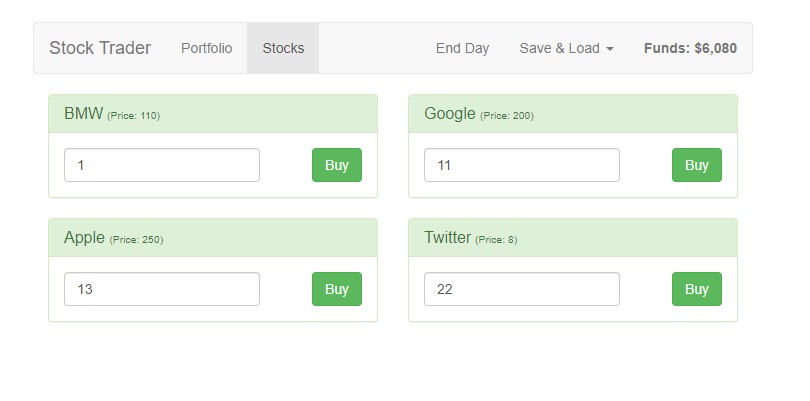 Stock Trader Portfolio Stocks End Day Save & Load Funds: $6,080
BMW (Price: 110)
1 Buy
Google (Price: 200)
11 Buy
Apple (Price: 250)
13 Buy
Twitter (Price: 8)
22 Buy